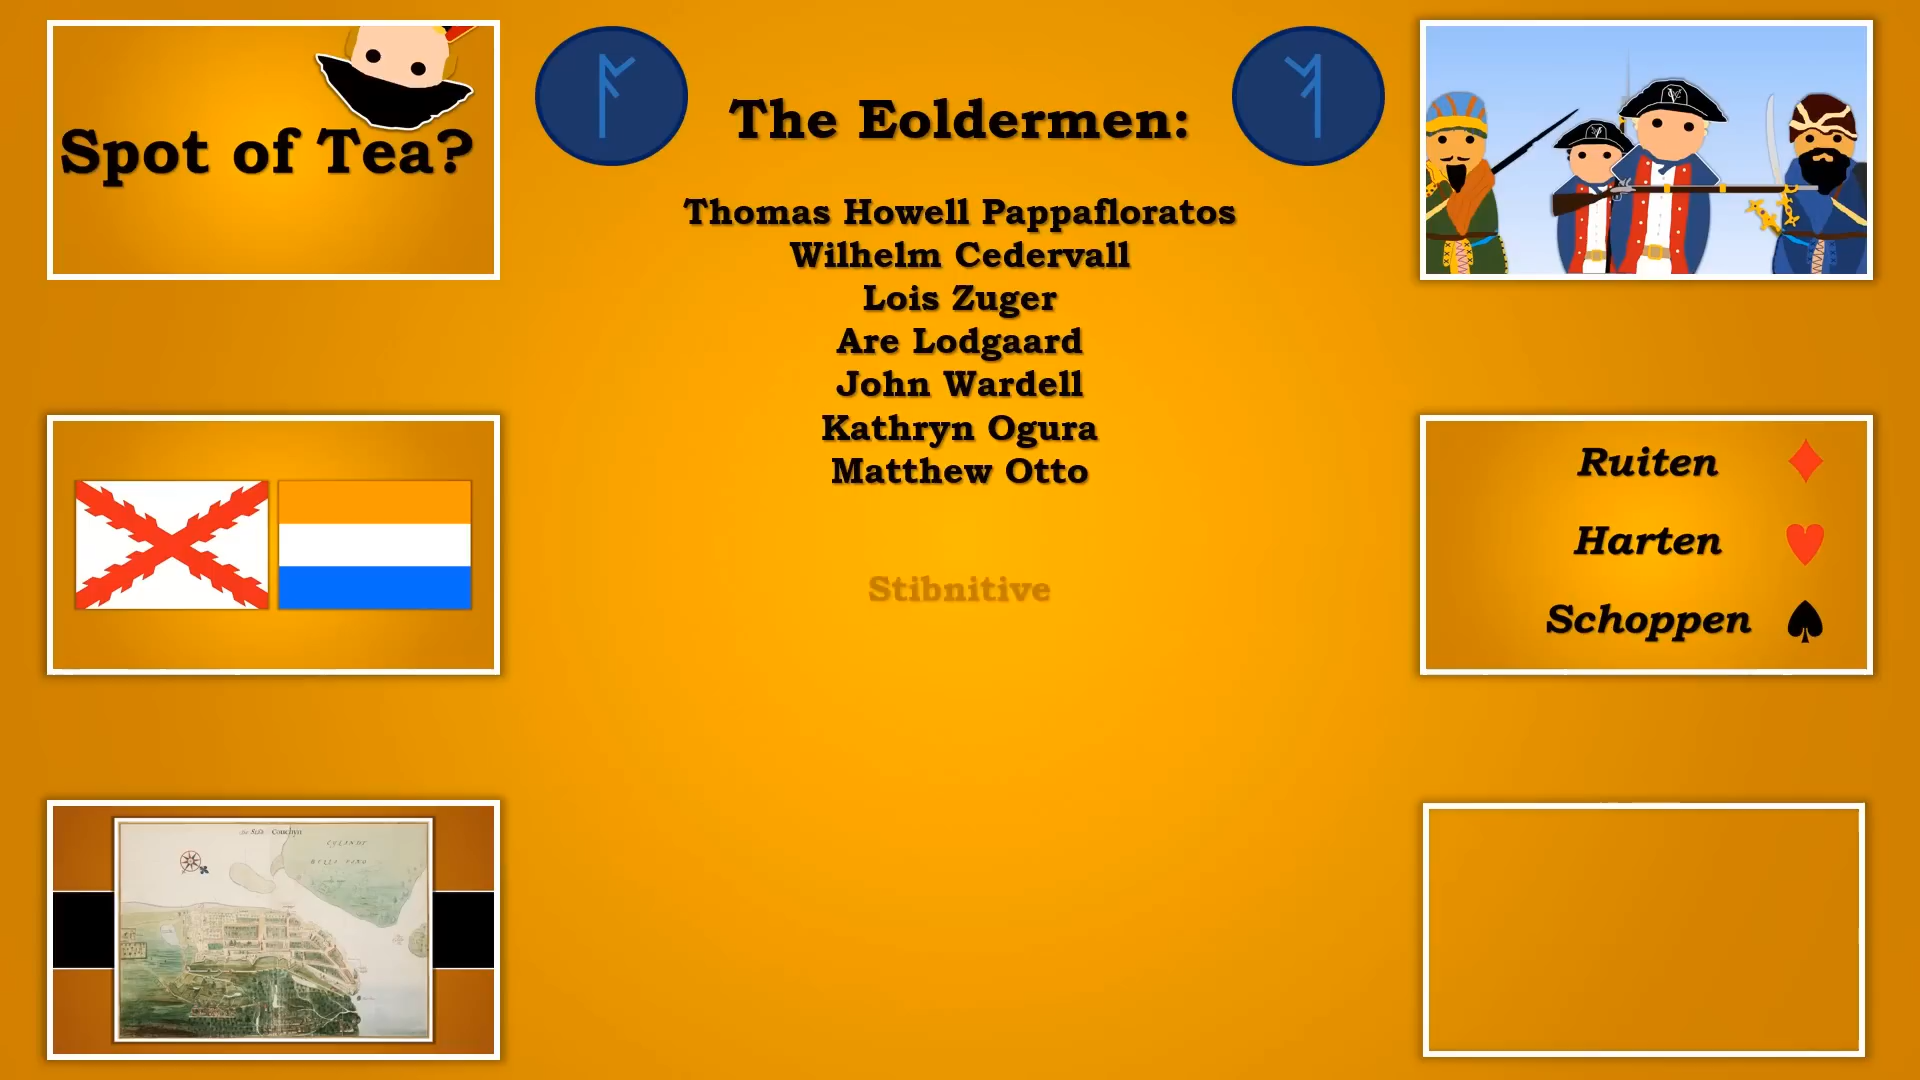 Spot of Tea?
The Eoldermen:
Thomas Howell Pappafloratos
Wilhelm Cedervall
Lois Zuger
Are Lodgaard
John Wardell
Kathryn Ogura
Matthew Otto
Stibnitive
Ruiten
Harten
Schoppen